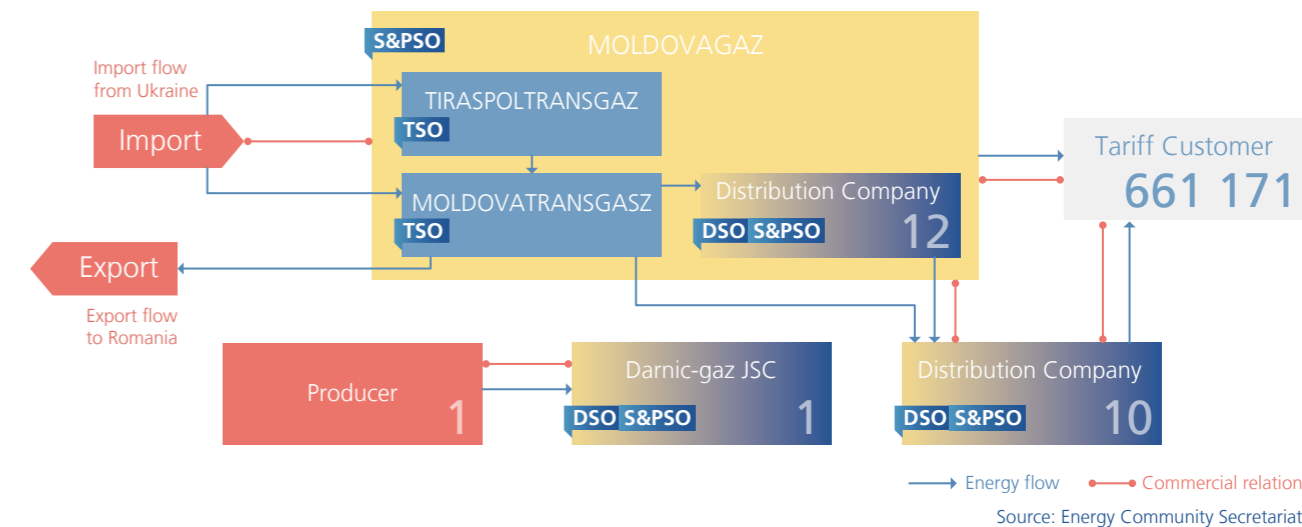 S&PSO
MOLDOVAGAZ
Import flow
from Ukraine
Import
TIRASPOLTRANSGAZ
TSO
MOLDOVATRANSGASZ
TSO
Distribution Company
DSO S&PSO
12
Tariff Customer
661 171
Export
Export flow
to Romania
Producer
1
Darnic-gaz JSC
DSO S&PSO
1
Distribution Company
DSO S&PSO
10
Energy flow
Commercial relation
Source: Energy Community Secretariat